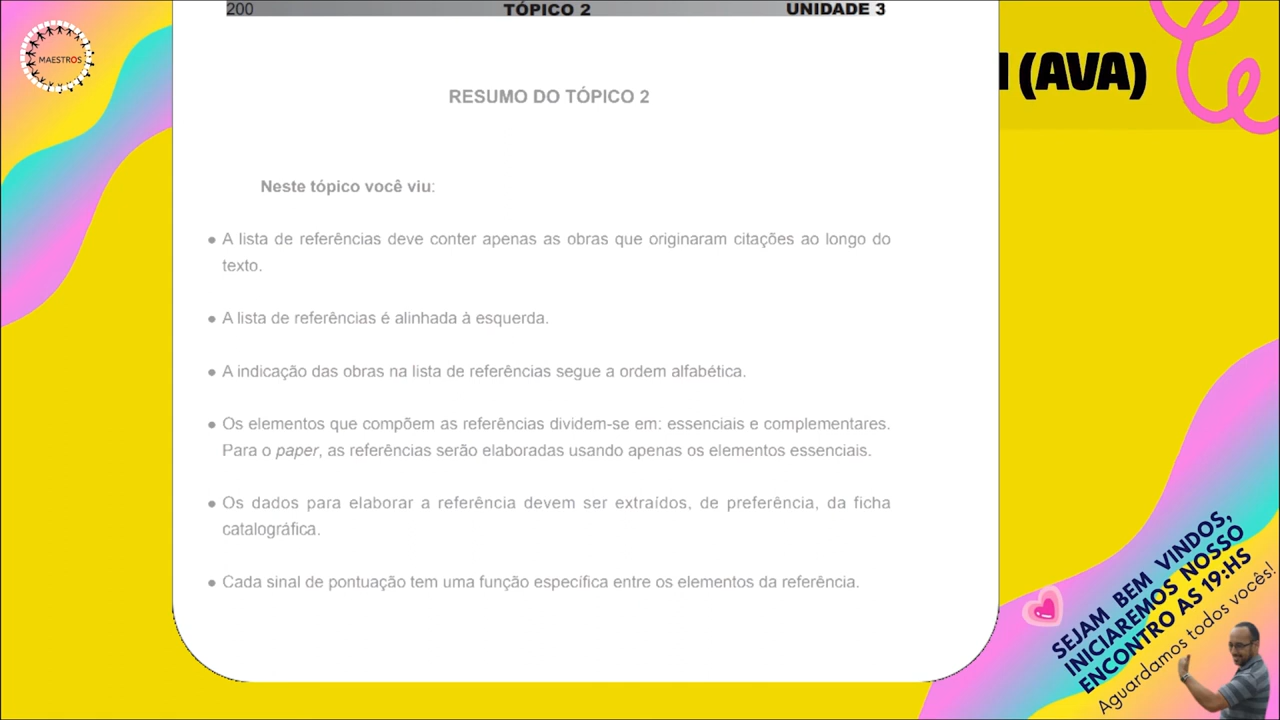 MAESTROS
200 TÓPICO 2 UNIDADE 3
(AVA)
RESUMO DO TÓPICO 2
Neste tópico você viu:
● A lista de referências deve conter apenas as obras que originaram citações ao longo do
texto.
● A lista de referências é alinhada à esquerda.
● A indicação das obras na lista de referências segue a ordem alfabética.
● Os elementos que compõem as referências dividem-se em: essenciais e complementares.
Para o paper, as referências serão elaboradas usando apenas os elementos essenciais.
● Os dados para elaborar a referência devem ser extraídos, de preferência, da ficha
catalográfica.
● Cada sinal de pontuação tem uma função específica entre os elementos da referência.
SEJAM BEM VINDOS,
INICIAREMOS NOSSO
ENCONTRO AS 19:HS
Aguardamos todos vocês!